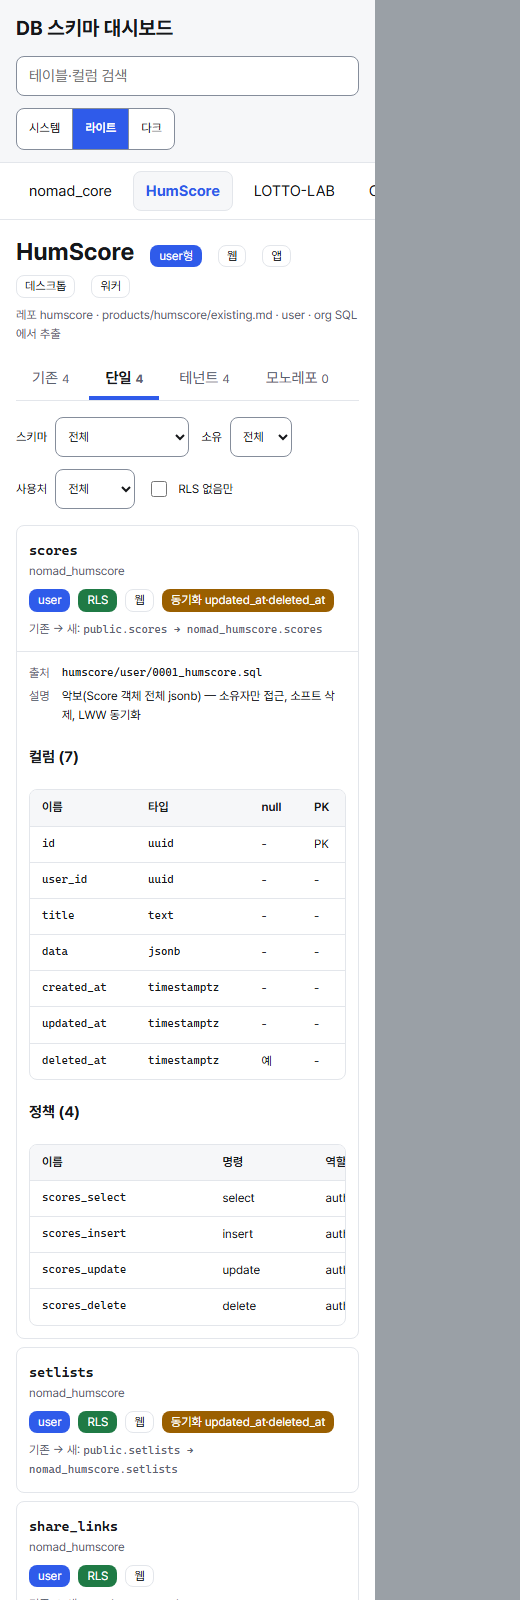 DB 스키마 대시보드
테이블·컬럼 검색
시스템 라이트 다크
nomad_core HumScore LOTTO-LAB
HumScore user형 웹 앱
데스크톱 워커
레포 humscore · products/humscore/existing.md · user · org SQL
에서 추출
기존 4 단일 4 테넌트 4 모노레포 0
스키마 전체 소유 전체
사용처 전체 RLS 없음만
scores
nomad_humscore
user RLS 웹 동기화 updated_at·deleted_at
기존 → 새: public.scores → nomad_humscore.scores
출처 humscore/user/0001_humscore.sql
설명 악보(Score 객체 전체 jsonb) — 소유자만 접근, 소프트 삭
제, LWW 동기화
컬럼 (7)
이름 타입 null PK
id uuid - PK
user_id uuid - -
title text - -
data jsonb - -
created_at timestamptz - -
updated_at timestamptz - -
deleted_at timestamptz 예 -
정책 (4)
이름 명령 역할
scores_select select
scores_insert insert
scores_update update
scores_delete delete
setlists
nomad_humscore
user RLS 웹 동기화 updated_at·deleted_at
기존 → 새: public.setlists →
nomad_humscore.setlists
share_links
nomad_humscore
user RLS 웹